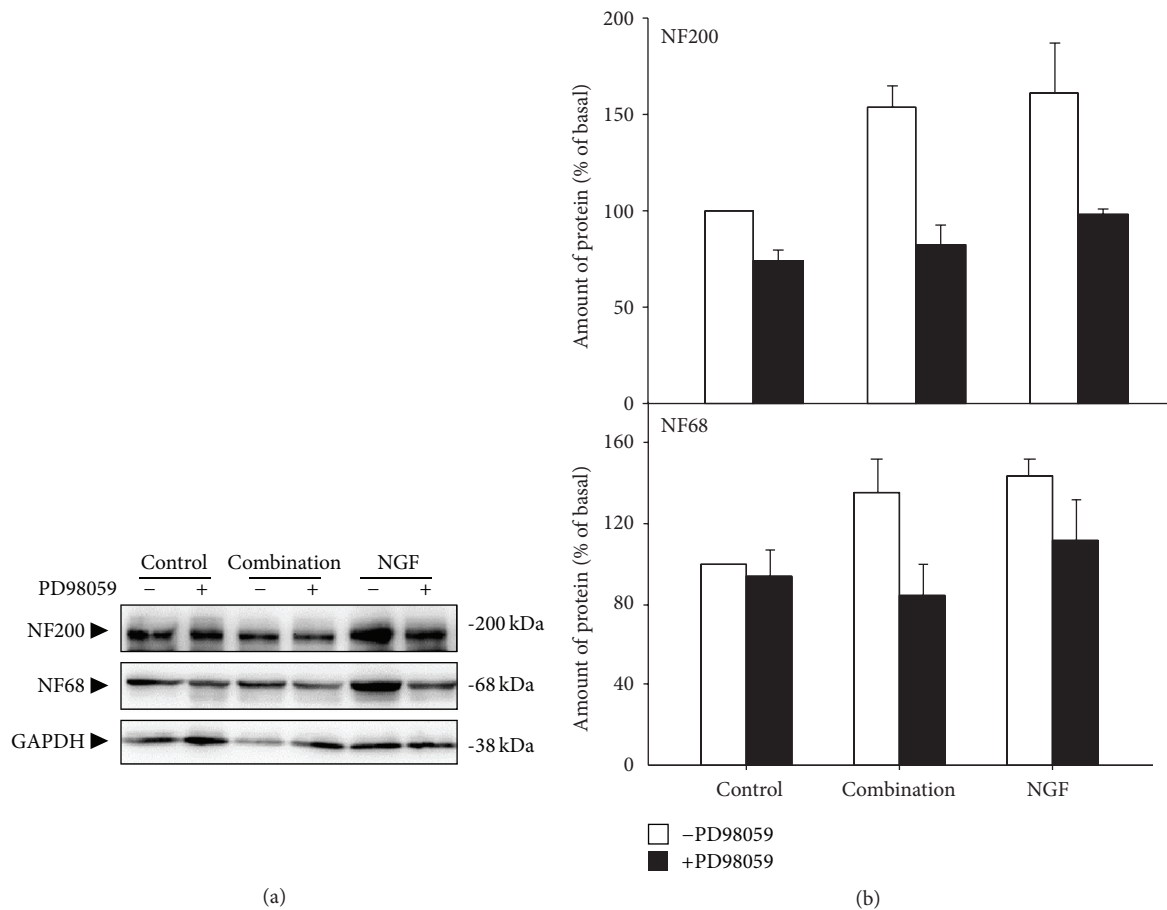 Control Combination NGF
PD98059 − + − + − +
NF200 -200 kDa
NF68 -68 kDa
GAPDH -38 kDa
(a)
Amount of protein (% of basal)
200
150
100
50
0
NF200
Amount of protein (% of basal)
160
120
80
40
0
NF68
Control Combination NGF
−PD98059
+PD98059
(b)